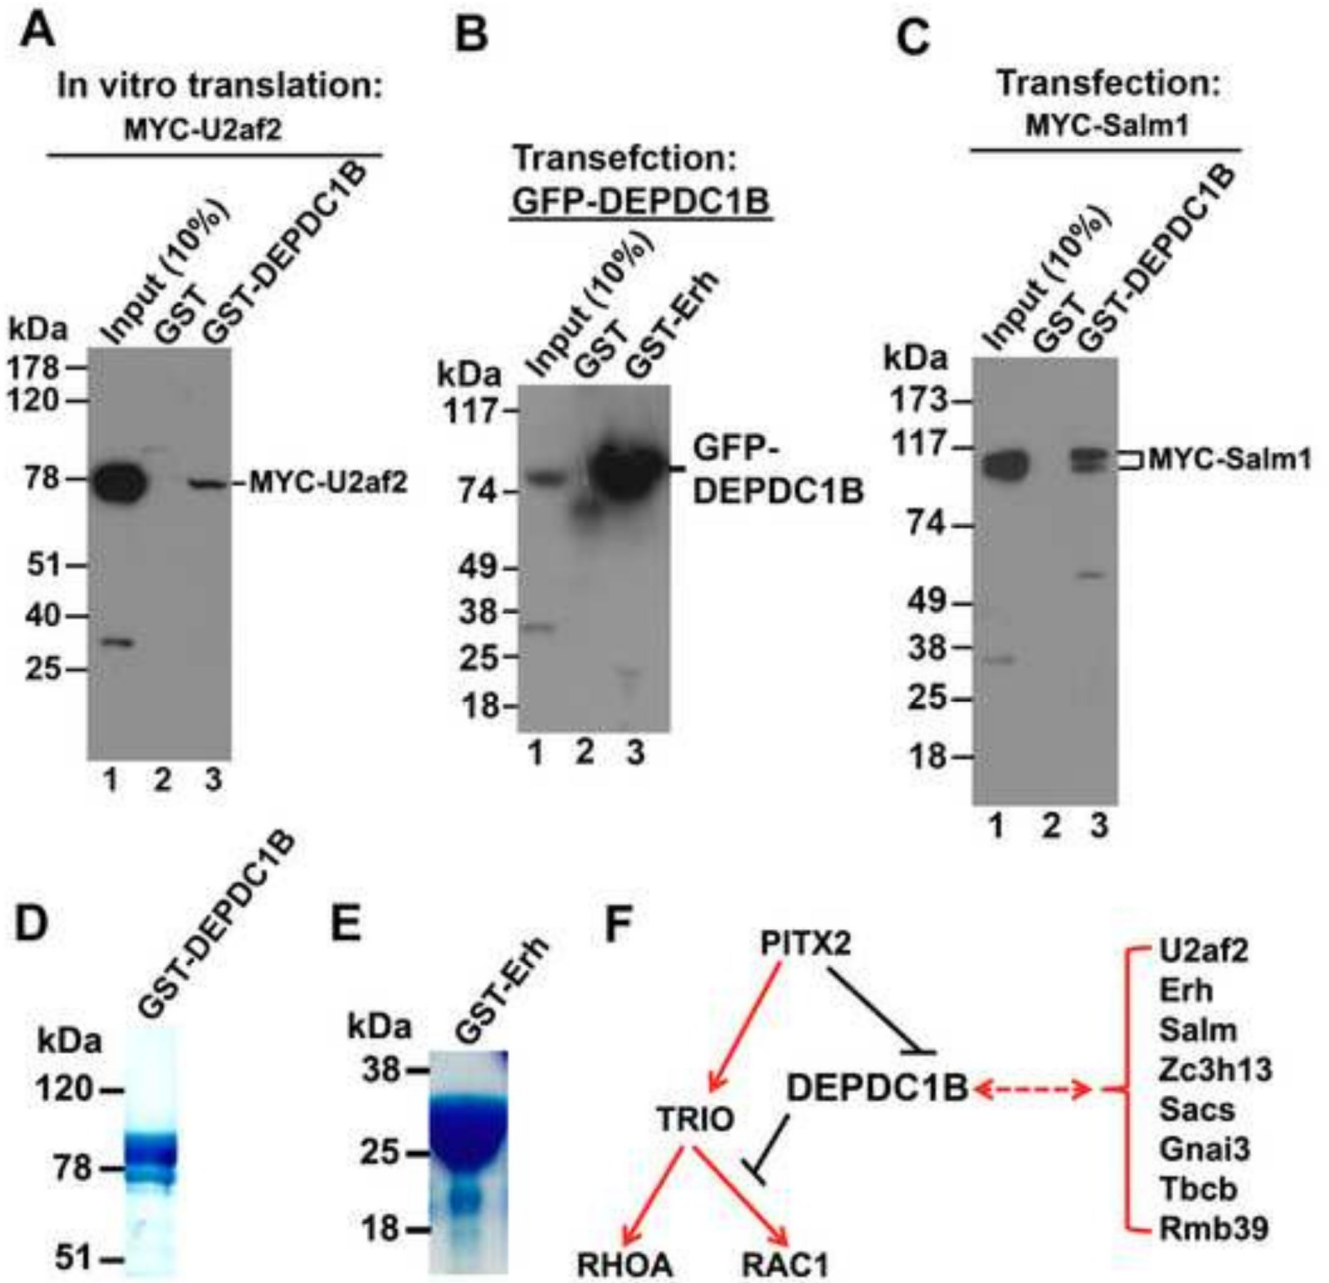 A
In vitro translation:
MYC-U2af2
Input (10%)
GST
GST-DEPDC1B
kDa
178
120
78
51
40
25
MYC-U2af2
1 2 3
B
Transefction:
GFP-DEPDC1B
Input (10%)
GST
GST-Erh
kDa
117
74
49
38
25
18
GFP-
DEPDC1B
1 2 3
C
Transfection:
MYC-Salm1
Input (10%)
GST
GST-DEPDC1B
kDa
173
117
74
49
38
25
18
MYC-Salm1
1 2 3
D
GST-DEPDC1B
kDa
120
78
51
E
GST-Erh
kDa
38
25
18
F
PITX2
DEPDC1B
TRIO
RHOA
RAC1
U2af2
Erh
Salm
Zc3h13
Sacs
Gnai3
Tbcb
Rmb39